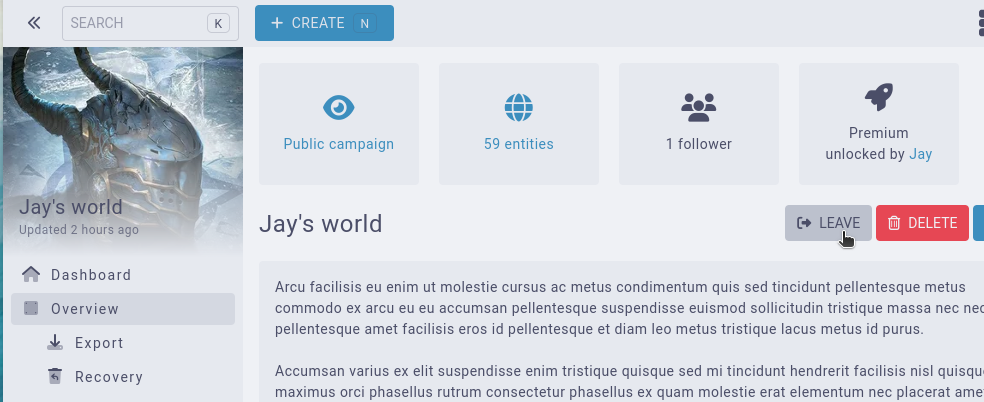 SEARCH K
+ CREATE N
Public campaign
59 entities
1 follower
Premium
unlocked by Jay
Jay's world
Updated 2 hours ago
Dashboard
Overview
Export
Recovery
Jay's world
LEAVE
DELETE
Arcu facilisis eu enim ut molestie cursus ac metus condimentum quis sed tincidunt pellentesque metus
commodo ex arcu eu eu accumsan pellentesque suspendisse euismod sollicitudin tristique massa nec nec
pellentesque amet facilisis eros id pellentesque et diam leo metus tristique lacus metus id purus.
Accumsan varius ex elit suspendisse enim tristique quisque sed mi tincidunt hendrerit facilisis nisl quisque
maximus orci phasellus rutrum consectetur phasellus ex quam molestie erat elementum nec placerat